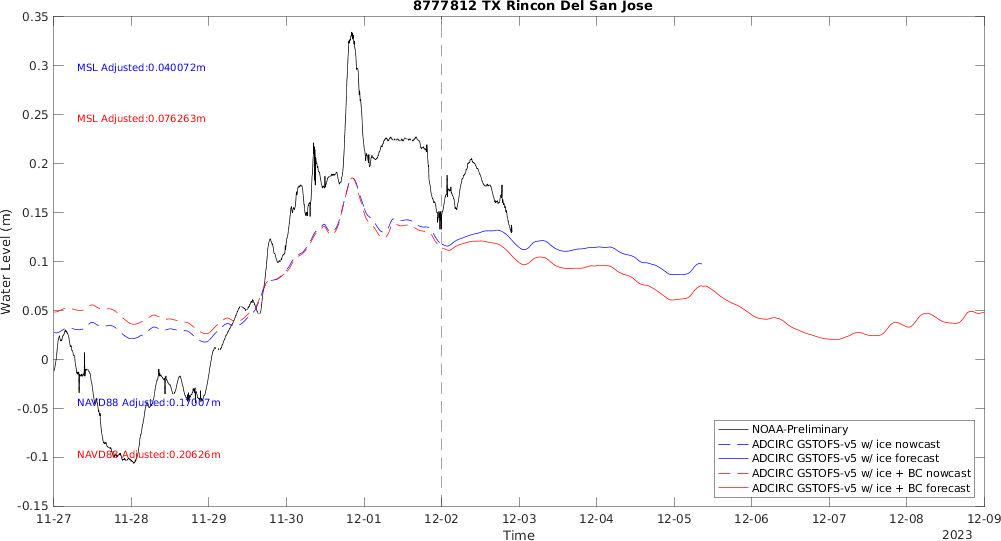 8777812 TX Rincon Del San Jose
0.35
0.3
0.25
0.2
0.15
0.1
0.05
0
-0.05
-0.1
-0.15
Water Level (m)
MSL Adjusted:0.040072m
MSL Adjusted:0.076263m
NAVD88 Adjusted:0.17007m
NAVD88 Adjusted:0.20626m
NOAA-Preliminary
ADCIRC GSTOFS-v5 w/ ice nowcast
ADCIRC GSTOFS-v5 w/ ice forecast
ADCIRC GSTOFS-v5 w/ ice + BC nowcast
ADCIRC GSTOFS-v5 w/ ice + BC forecast
11-27 11-28 11-29 11-30 12-01 12-02 12-03 12-04 12-05 12-06 12-07 12-08 12-09
Time
2023